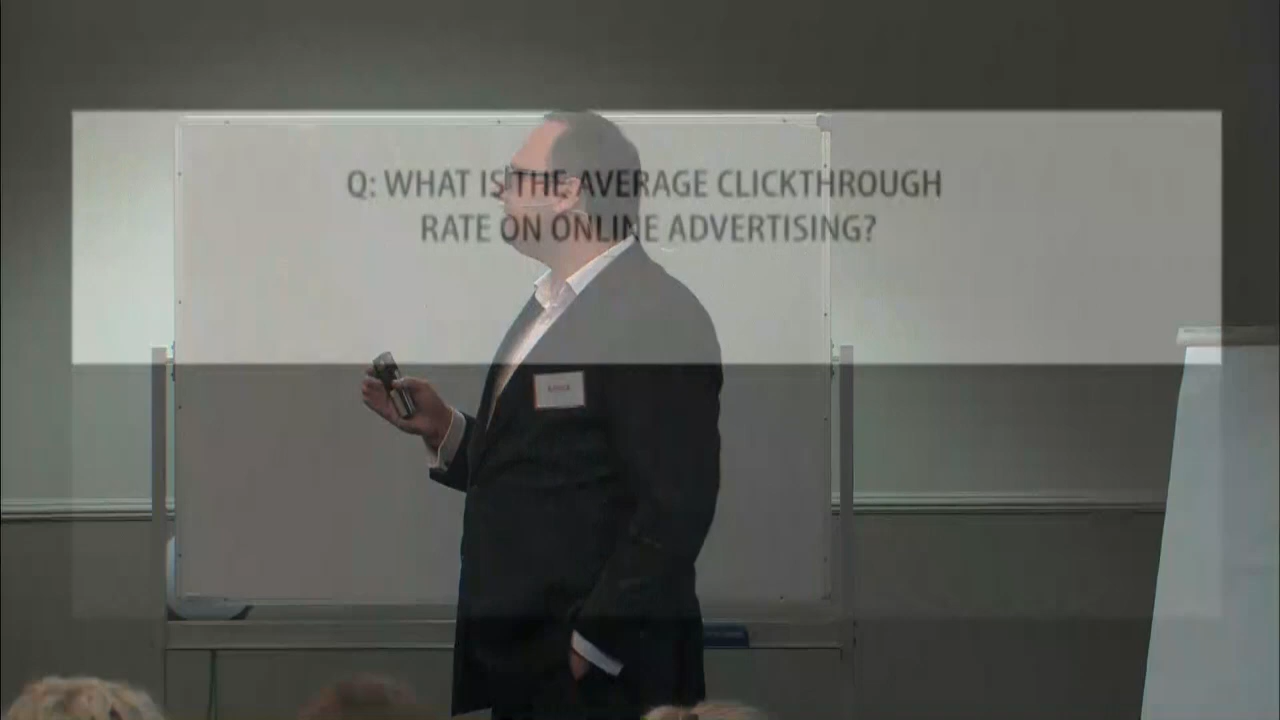 Q: WHAT IS THE AVERAGE CLICKTHROUGH
RATE ON ONLINE ADVERTISING?